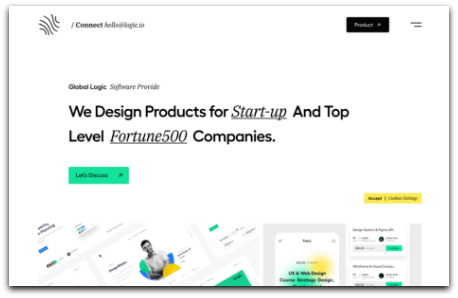 / Connect hello@logic.io
Product ↗
Global Logic Software Provide
We Design Products for Start-up And Top
Level Fortune500 Companies.
Let's Discuss ↗
Accept | Cookies Settings
Track
UX & Web Design
Course Strategy: Design,
Design System & Figma API,
Wireframe & Visual Design,